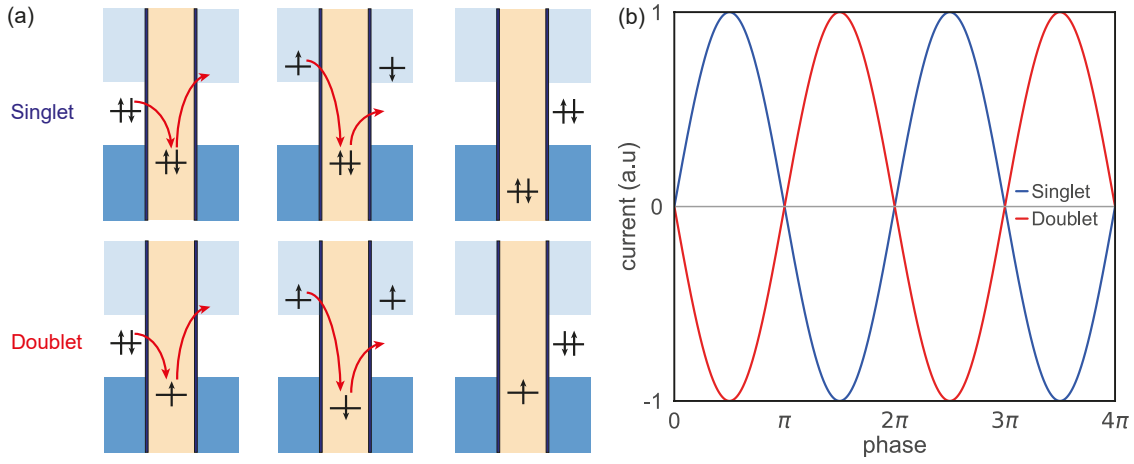 (a)
Singlet
Doublet
(b)
current (a.u)
1
0
-1
Singlet
Doublet
0
π
2π
3π
4π
phase